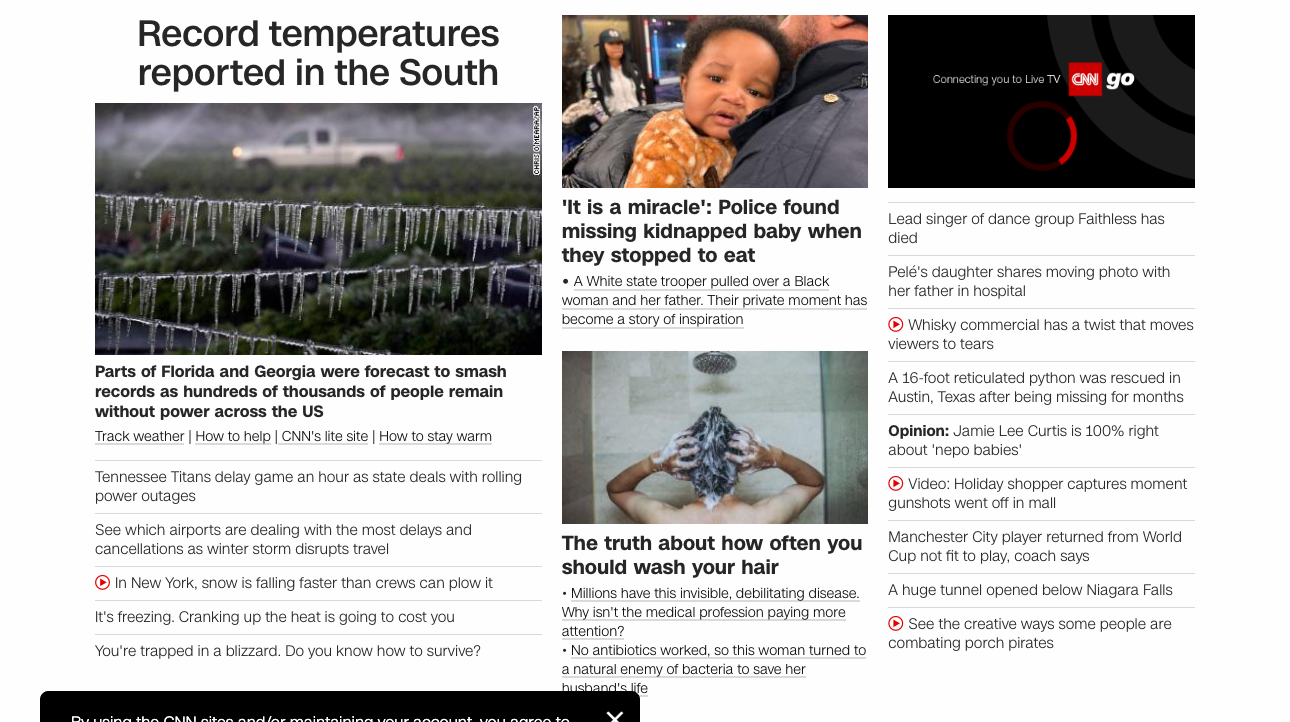 Record temperatures
reported in the South
CHRIS O'MEARA/AP
Parts of Florida and Georgia were forecast to smash
records as hundreds of thousands of people remain
without power across the US
Track weather | How to help | CNN's lite site | How to stay warm
Tennessee Titans delay game an hour as state deals with rolling
power outages
See which airports are dealing with the most delays and
cancellations as winter storm disrupts travel
In New York, snow is falling faster than crews can plow it
It's freezing. Cranking up the heat is going to cost you
You're trapped in a blizzard. Do you know how to survive?
'It is a miracle': Police found
missing kidnapped baby when
they stopped to eat
• A White state trooper pulled over a Black
woman and her father. Their private moment has
become a story of inspiration
The truth about how often you
should wash your hair
• Millions have this invisible, debilitating disease.
Why isn't the medical profession paying more
attention?
• No antibiotics worked, so this woman turned to
a natural enemy of bacteria to save her
husband's life
Connecting you to Live TV CNN go
Lead singer of dance group Faithless has
died
Pelé's daughter shares moving photo with
her father in hospital
Whisky commercial has a twist that moves
viewers to tears
A 16-foot reticulated python was rescued in
Austin, Texas after being missing for months
Opinion: Jamie Lee Curtis is 100% right
about 'nepo babies'
Video: Holiday shopper captures moment
gunshots went off in mall
Manchester City player returned from World
Cup not fit to play, coach says
A huge tunnel opened below Niagara Falls
See the creative ways some people are
combating porch pirates
By using the CNN sites and/or maintaining your account, you agree to